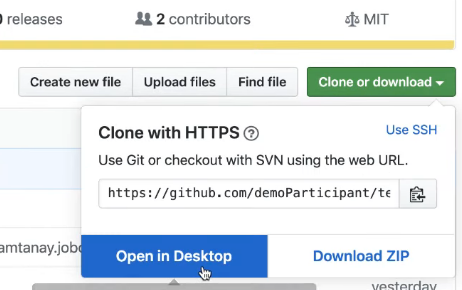 releases
2 contributors
MIT
Create new file
Upload files
Find file
Clone or download
Clone with HTTPS
Use SSH
Use Git or checkout with SVN using the web URL.
https://github.com/demoParticipant/te
Open in Desktop
Download ZIP
amtanay.jobc
yesterday